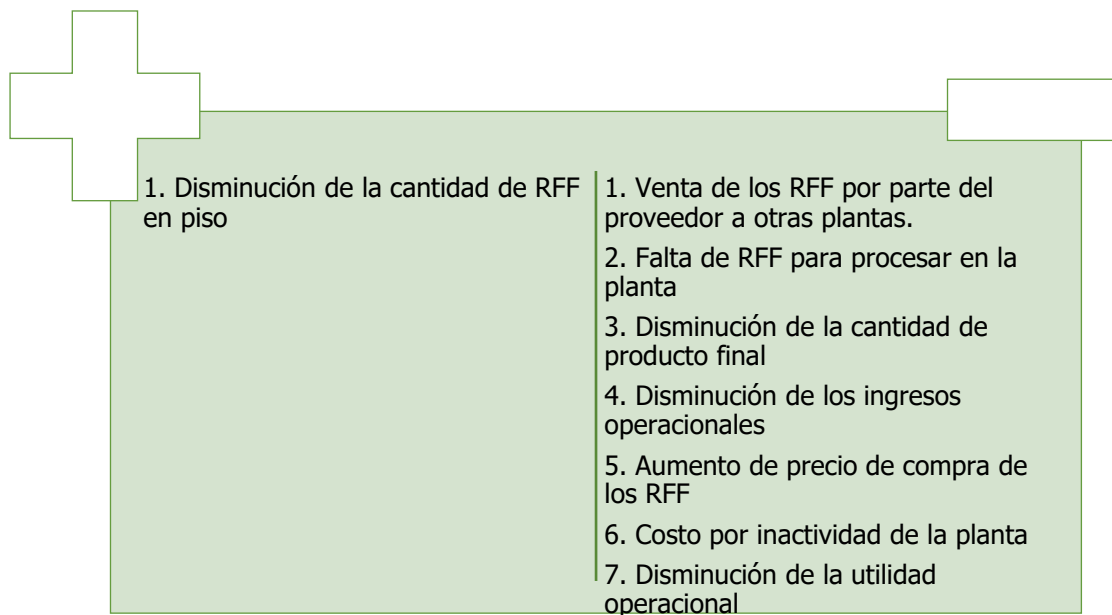 1. Disminución de la cantidad de RFF
en piso
1. Venta de los RFF por parte del
proveedor a otras plantas.
2. Falta de RFF para procesar en la
planta
3. Disminución de la cantidad de
producto final
4. Disminución de los ingresos
operacionales
5. Aumento de precio de compra de
los RFF
6. Costo por inactividad de la planta
7. Disminución de la utilidad
operacional